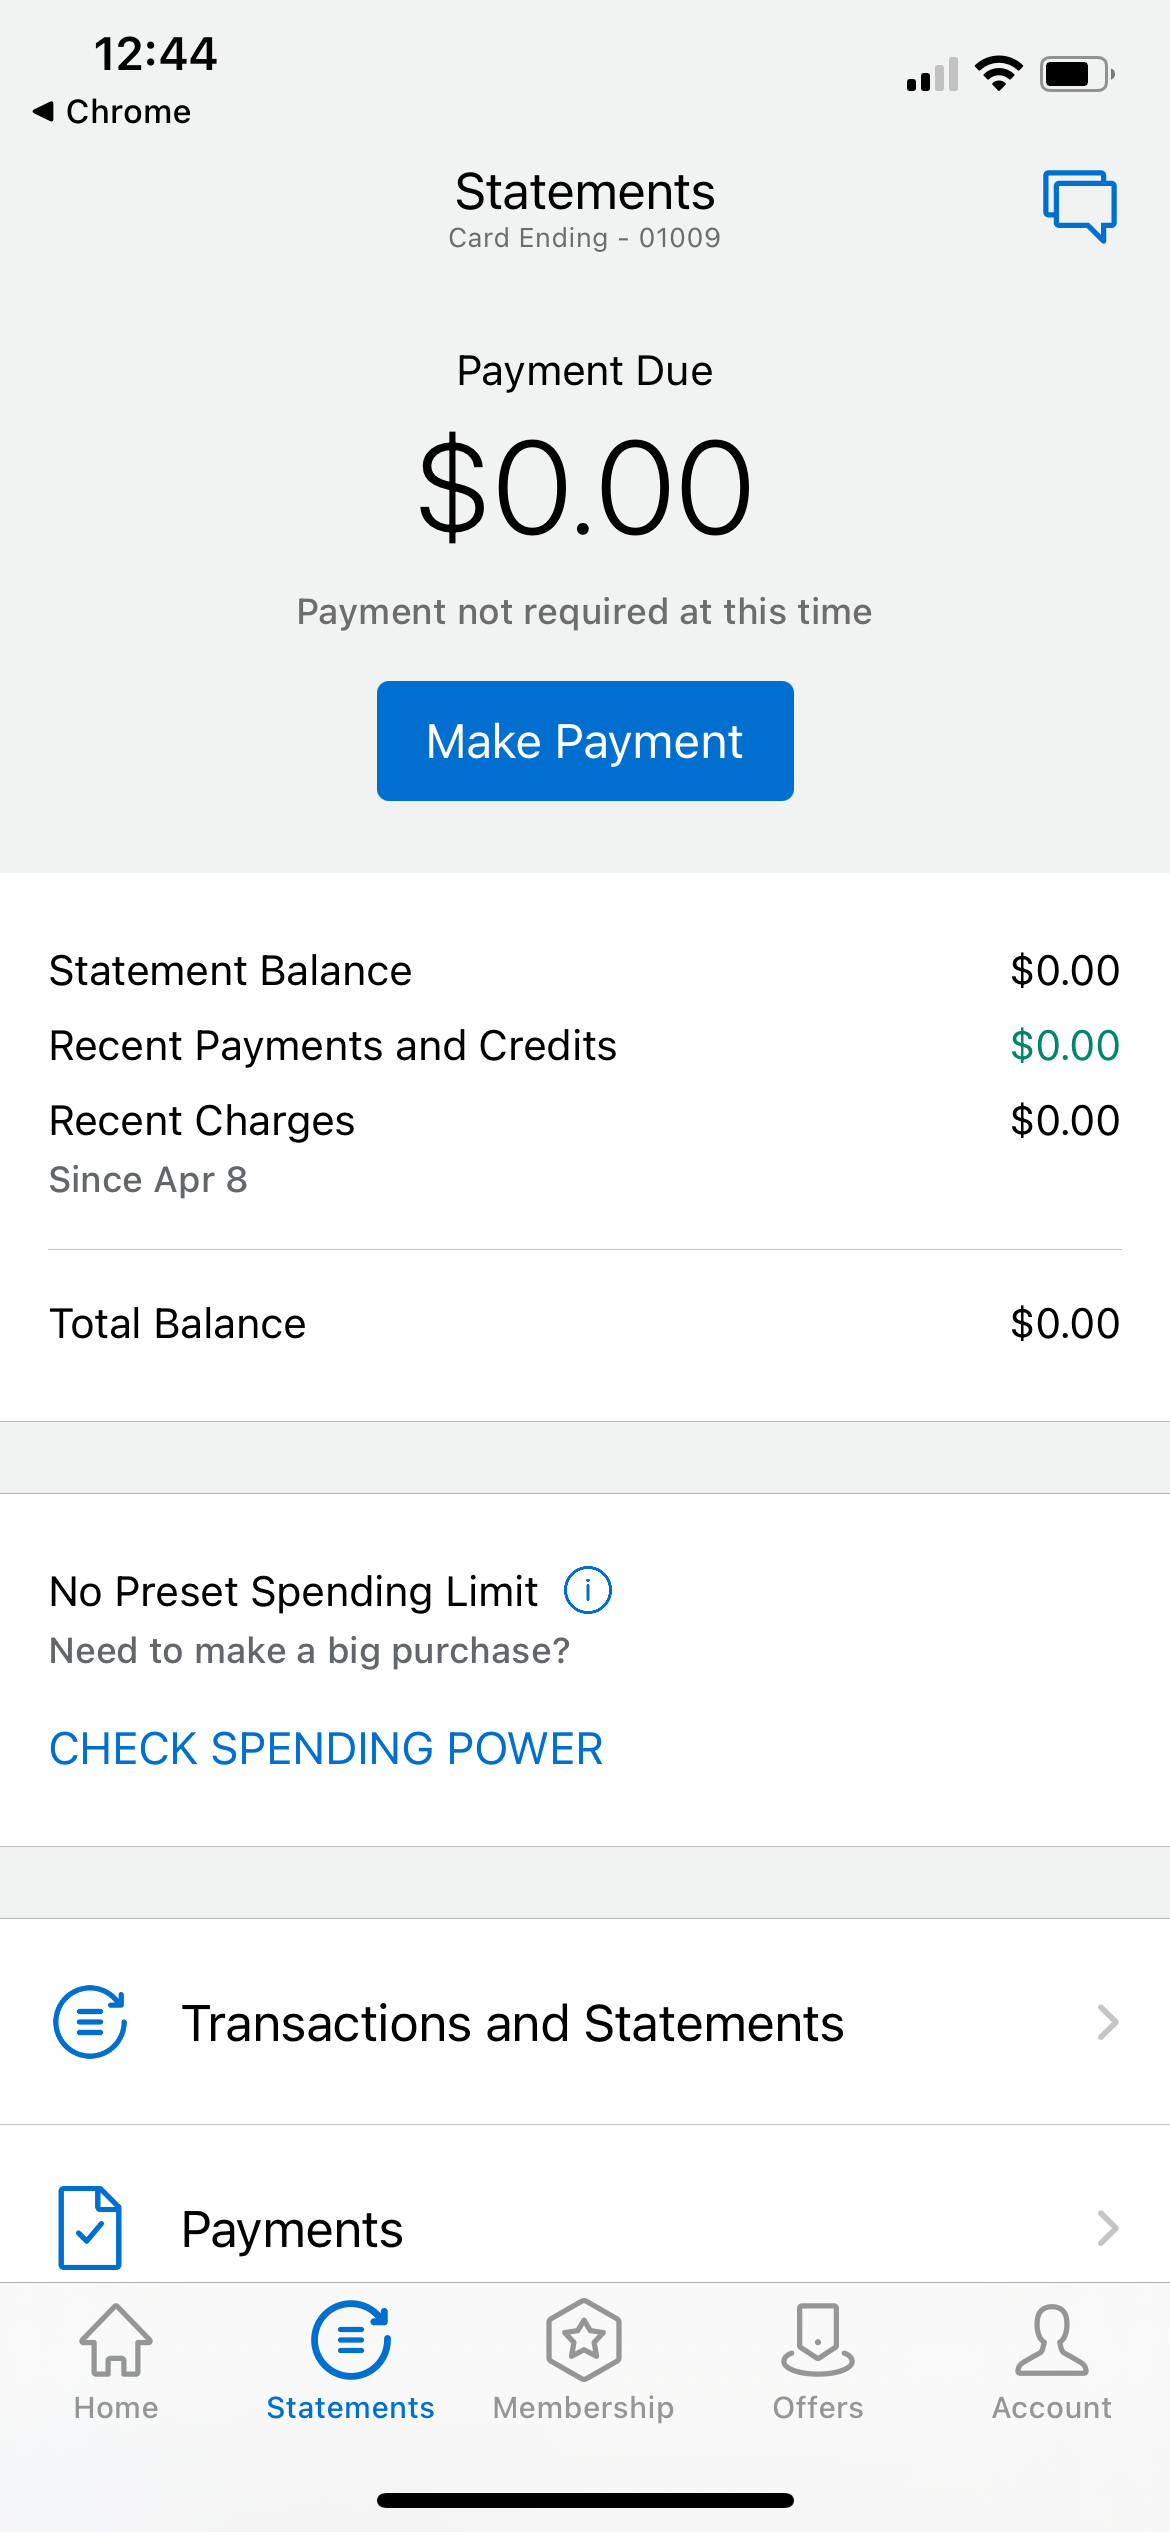 12:44
◀ Chrome
Statements
Card Ending - 01009
Payment Due
$0.00
Payment not required at this time
Make Payment
Statement Balance $0.00
Recent Payments and Credits $0.00
Recent Charges $0.00
Since Apr 8
Total Balance $0.00
No Preset Spending Limit i
Need to make a big purchase?
CHECK SPENDING POWER
Transactions and Statements
Payments
Home Statements Membership Offers Account